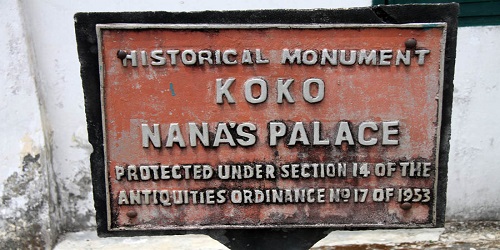 HISTORICAL MONUMENT
KOKO
NANA'S PALACE
PROTECTED UNDER SECTION 14 OF THE
ANTIQUITIES ORDINANCE No 17 OF 1953